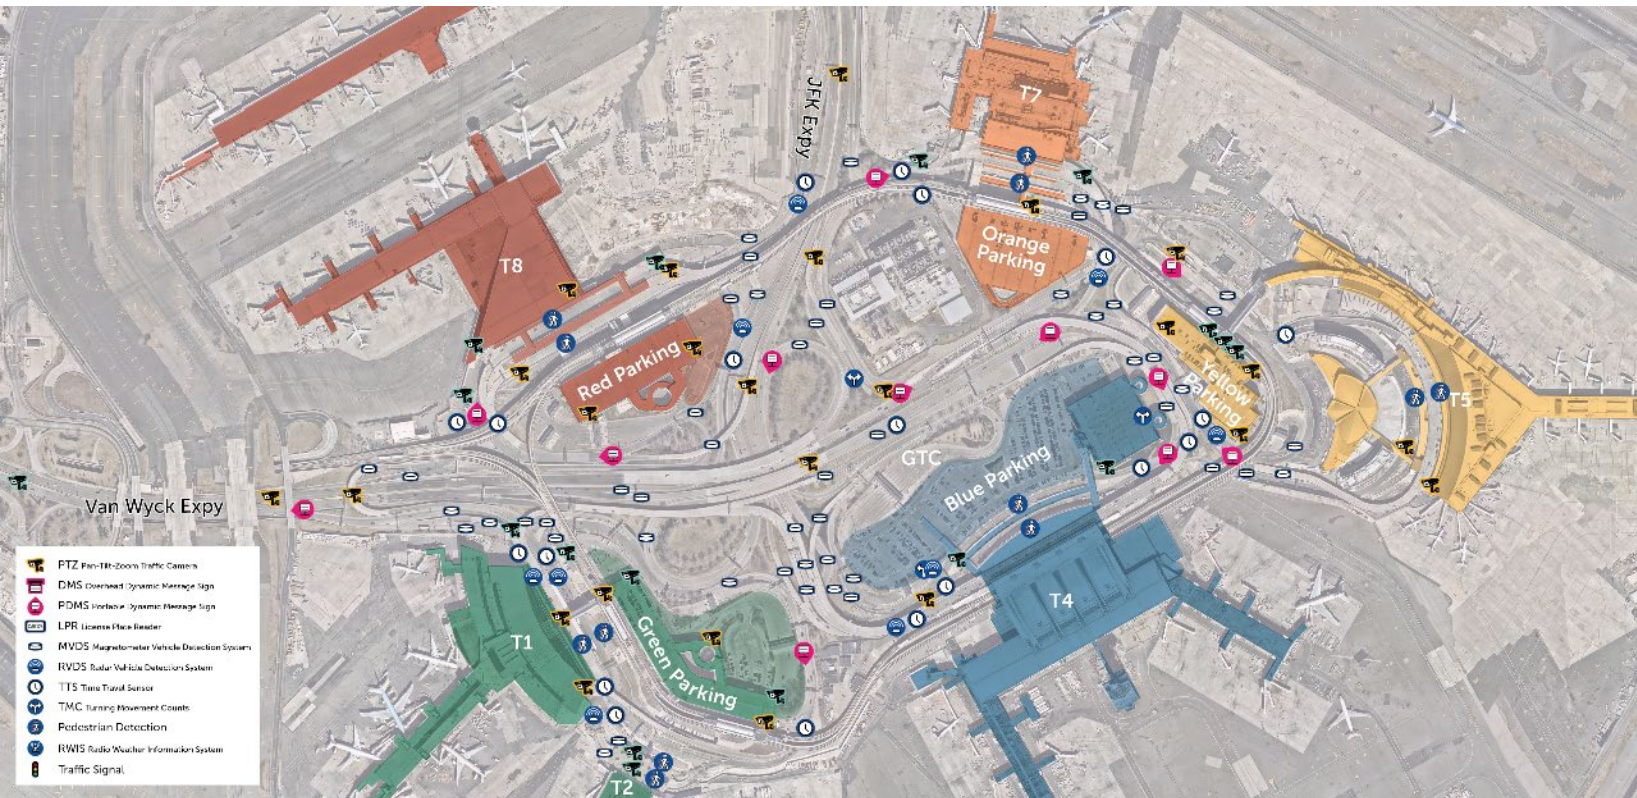 JFK Expy
T7
Orange
Parking
T8
Red Parking
Yellow
Parking
T5
GTC
Blue Parking
Van Wyck Expy
T4
T1
Green Parking
T2
PTZ Pan-Tilt-Zoom Traffic Camera
DMS Overhead Dynamic Message Sign
PDMS Portable Dynamic Message Sign
LPR License Plate Reader
MVDS Magnetometer Vehicle Detection System
RVDS Radar Vehicle Detection System
TTS Time Travel Sensor
TMC Turning Movement Counts
Pedestrian Detection
RWIS Radio Weather Information System
Traffic Signal